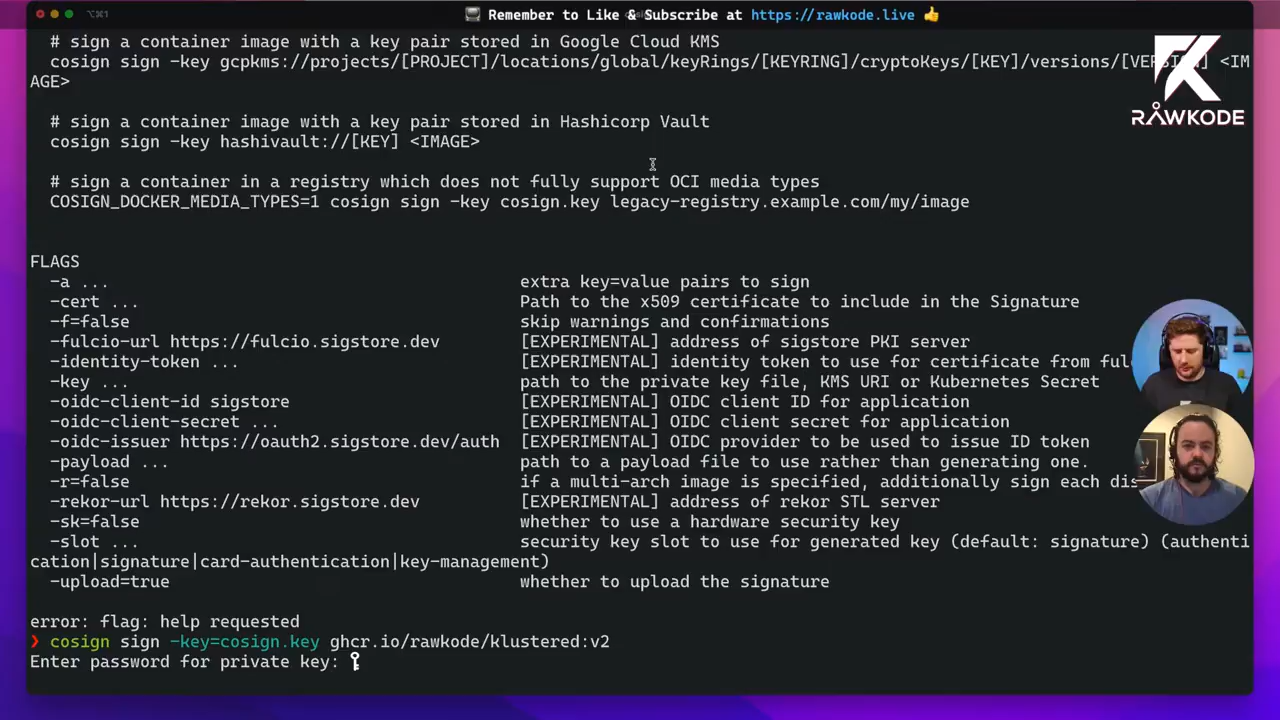 ⌥⌘1
Remember to Like & Subscribe at https://rawkode.live 👍
# sign a container image with a key pair stored in Google Cloud KMS
cosign sign -key gcpkms://projects/[PROJECT]/locations/global/keyRings/[KEYRING]/cryptoKeys/[KEY]/versions/[VERSION] <IM
AGE>
# sign a container image with a key pair stored in Hashicorp Vault
cosign sign -key hashivault://[KEY] <IMAGE>
# sign a container in a registry which does not fully support OCI media types
COSIGN_DOCKER_MEDIA_TYPES=1 cosign sign -key cosign.key legacy-registry.example.com/my/image
RAWKODE
FLAGS
-a ... extra key=value pairs to sign
-cert ... Path to the x509 certificate to include in the Signature
-f=false skip warnings and confirmations
-fulcio-url https://fulcio.sigstore.dev [EXPERIMENTAL] address of sigstore PKI server
-identity-token ... [EXPERIMENTAL] identity token to use for certificate from
-key ... path to the private key file, KMS URI or Kubernetes Secret
-oidc-client-id sigstore [EXPERIMENTAL] OIDC client ID for application
-oidc-client-secret ... [EXPERIMENTAL] OIDC client secret for application
-oidc-issuer https://oauth2.sigstore.dev/auth [EXPERIMENTAL] OIDC provider to be used to issue ID token
-payload ... path to a payload file to use rather than generating one.
-r=false if a multi-arch image is specified, additionally sign each
-rekor-url https://rekor.sigstore.dev [EXPERIMENTAL] address of rekor STL server
-sk=false whether to use a hardware security key
-slot ... security key slot to use for generated key (default: signature) (authenti
cation|signature|card-authentication|key-management)
-upload=true whether to upload the signature
error: flag: help requested
❯ cosign sign -key=cosign.key ghcr.io/rawkode/klustered:v2
Enter password for private key: